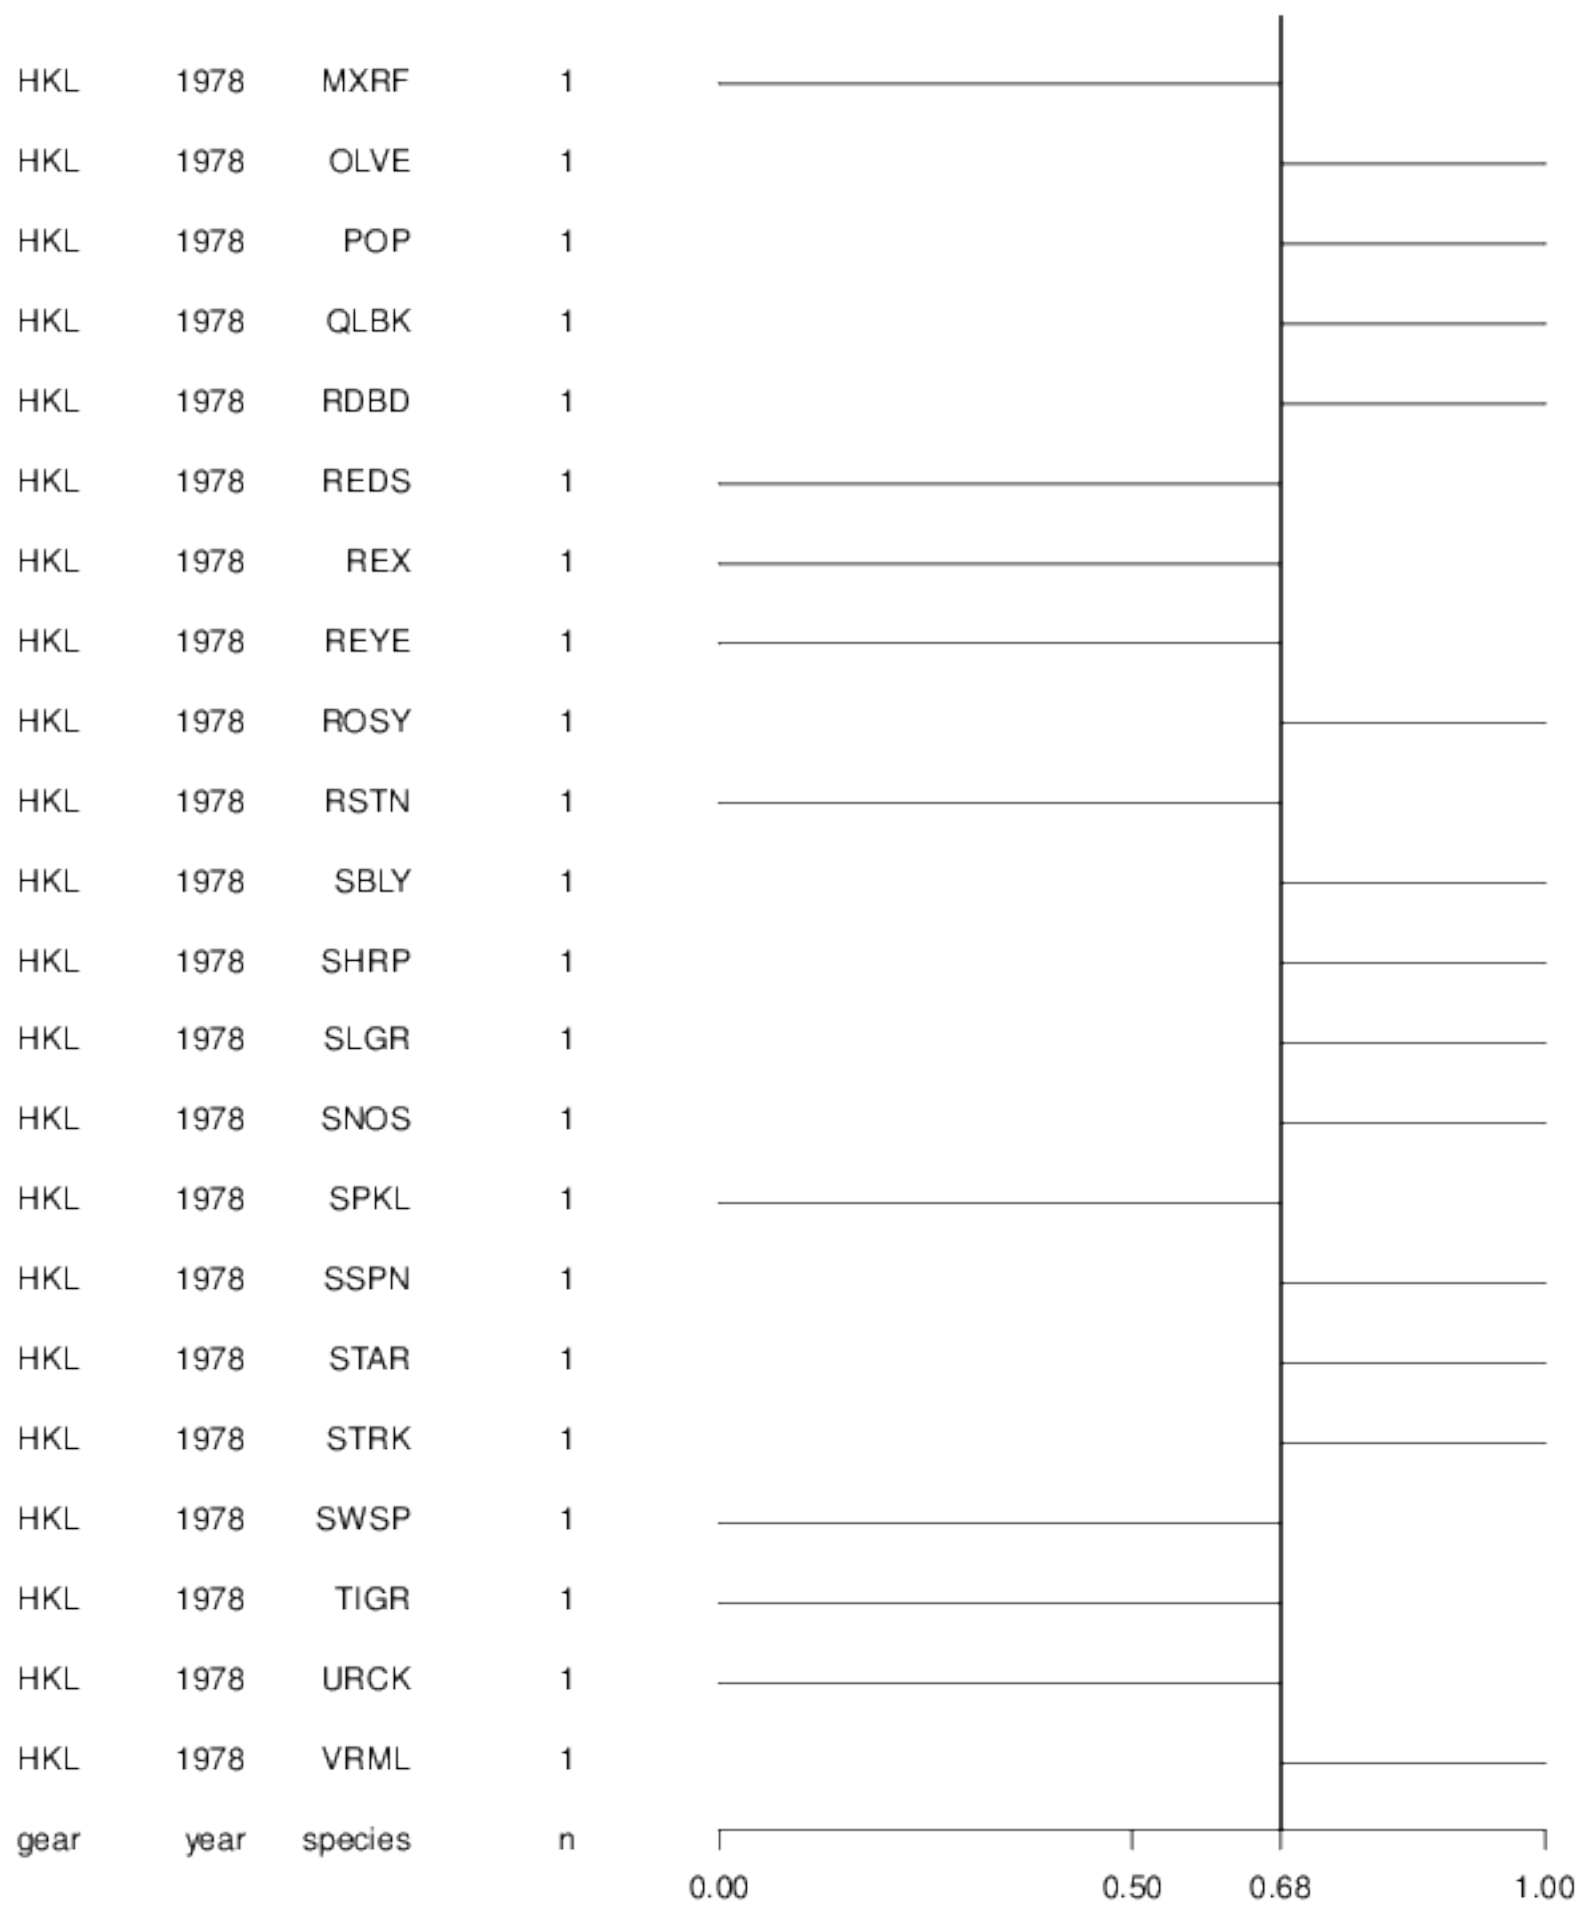 HKL 1978 MXRF 1
HKL 1978 OLVE 1
HKL 1978 POP 1
HKL 1978 QLBK 1
HKL 1978 RDBD 1
HKL 1978 REDS 1
HKL 1978 REX 1
HKL 1978 REYE 1
HKL 1978 ROSY 1
HKL 1978 RSTN 1
HKL 1978 SBLY 1
HKL 1978 SHRP 1
HKL 1978 SLGR 1
HKL 1978 SNOS 1
HKL 1978 SPKL 1
HKL 1978 SSPN 1
HKL 1978 STAR 1
HKL 1978 STRK 1
HKL 1978 SWSP 1
HKL 1978 TIGR 1
HKL 1978 URCK 1
HKL 1978 VRML 1
gear year species n
0.00 0.50 0.68 1.00